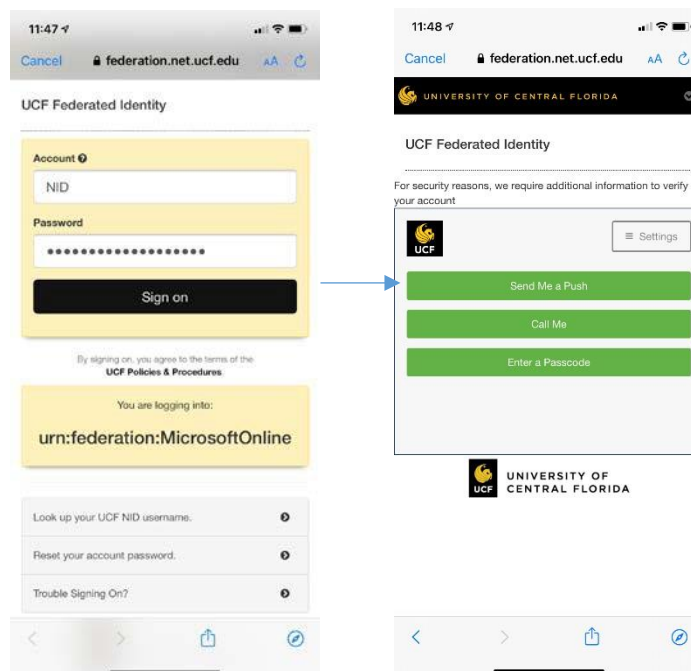 11:47
Cancel federation.net.ucf.edu AA
UCF Federated Identity
Account
NID
Password
Sign on
By signing on, you agree to the terms of the
UCF Policies & Procedures
You are logging into:
urn:federation:MicrosoftOnline
Look up your UCF NID username.
Reset your account password.
Trouble Signing On?
11:48
Cancel federation.net.ucf.edu AA
UNIVERSITY OF CENTRAL FLORIDA
UCF Federated Identity
For security reasons, we require additional information to verify
your account
UCF
≡ Settings
Send Me a Push
Call Me
Enter a Passcode
UCF
UNIVERSITY OF
CENTRAL FLORIDA